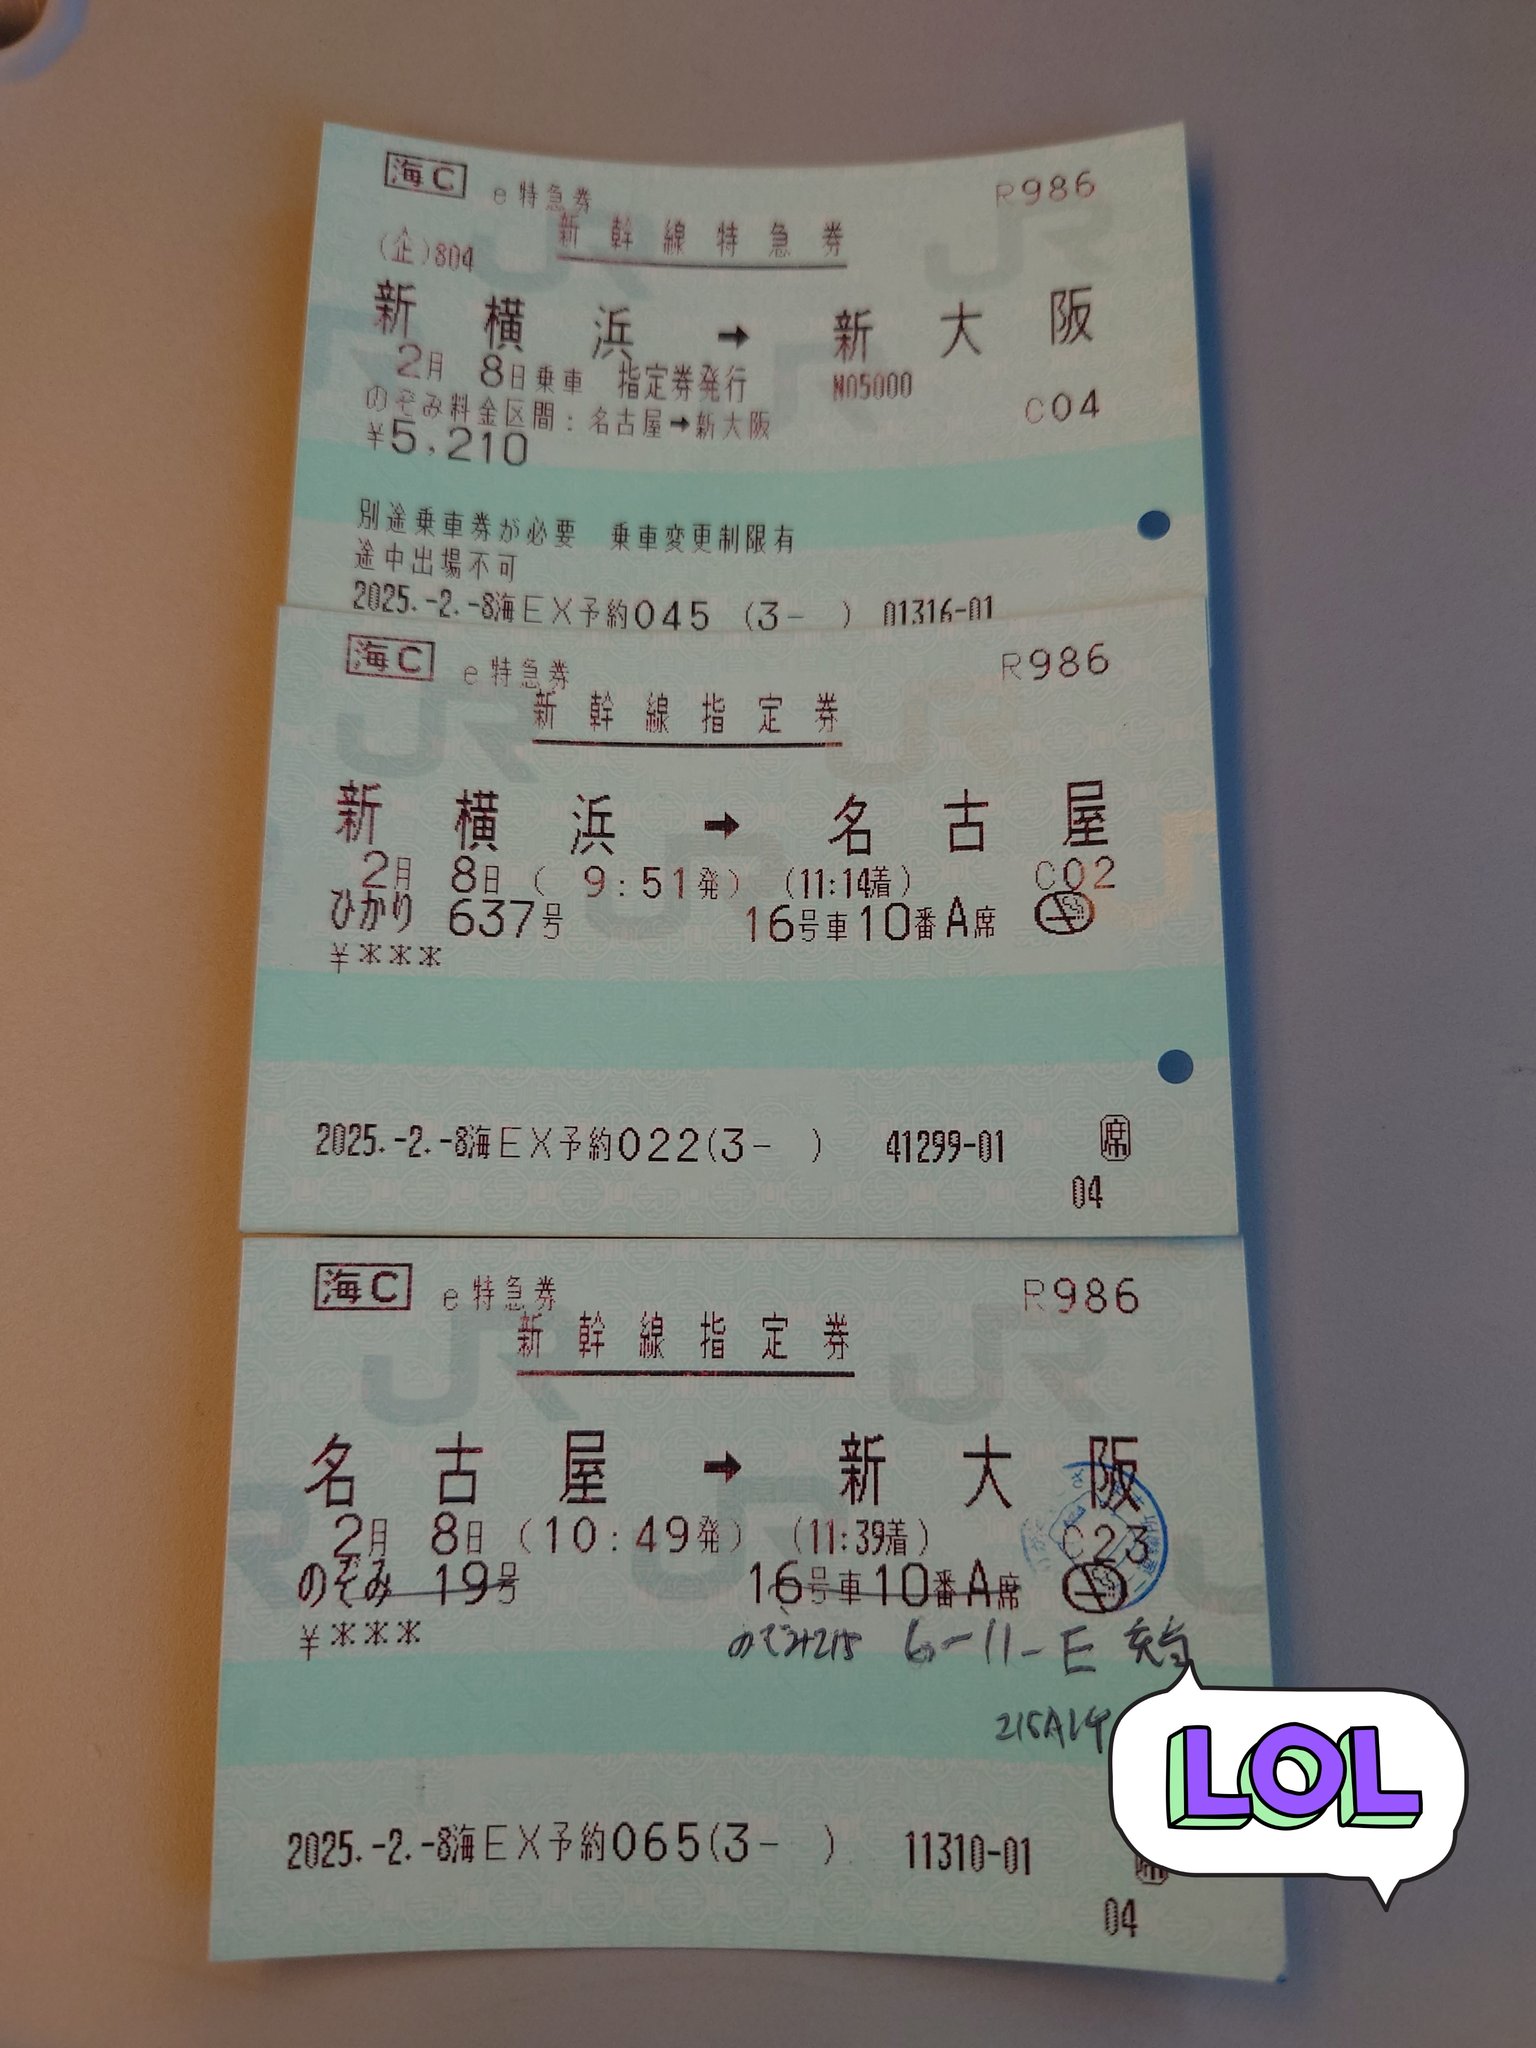 海C e特急券 R986
新幹線特急券
(企)804
新横浜 → 新大阪
2月 8日乗車 指定券発行 NO5000
のぞみ料金区間：名古屋→新大阪 C04
¥5,210
別途乗車券が必要 乗車変更制限有
途中出場不可
2025.-2.-8海EX予約045 (3- ) 01316-01
海C e特急券 R986
新幹線指定券
新横浜 → 名古屋
2月 8日 ( 9:51発) (11:14着) C02
ひかり 637号 16号車10番A席
¥***
2025.-2.-8海EX予約022(3- ) 41299-01 席
04
海C e特急券 R986
新幹線指定券
名古屋 → 新大阪
2月 8日 (10:49発) (11:39着) C23
のぞみ 19号 16号車10番A席
¥***
のぞみ215 6-11-E 充当
LOL
2025.-2.-8海EX予約065(3- ) 11310-01
04